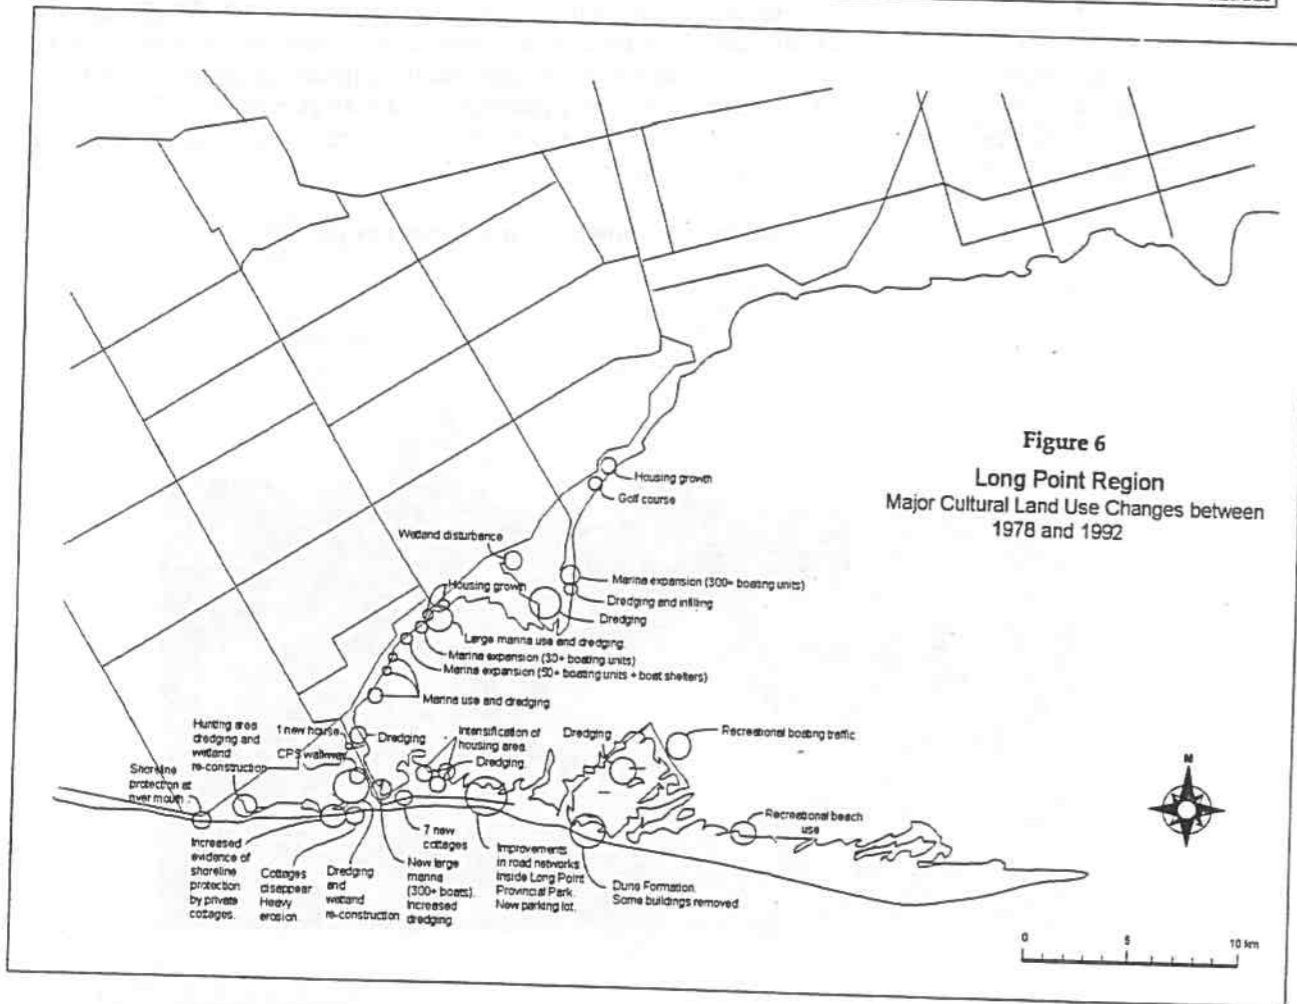 Figure 6
Long Point Region
Major Cultural Land Use Changes between
1978 and 1992
Housing growth
Golf course
Wetland disturbance
Marina expansion (300+ boating units)
Dredging and infilling
Dredging
Housing growth
Large marina use and dredging.
Marina expansion (30+ boating units)
Marina expansion (50+ boating units + boat shelters)
Marina use and dredging
Hunting area
dredging and
wetland
re-construction
1 new house
CPS walkway
Dredging
Intensification of
housing area.
Dredging.
Dredging
Recreational boating traffic
Shoreline
protection at
river mouth
Recreational beach
use
Increased
evidence of
shoreline
protection
by private
cottages.
Cottages
disappear
Heavy
erosion.
Dredging
and
wetland
re-construction
7 new
cottages
New large
marina
(300+ boats).
Increased
dredging.
Improvements
in road networks
Inside Long Point
Provincial Park.
New parking lot.
Dune Formation.
Some buildings removed
N
0 5 10 km